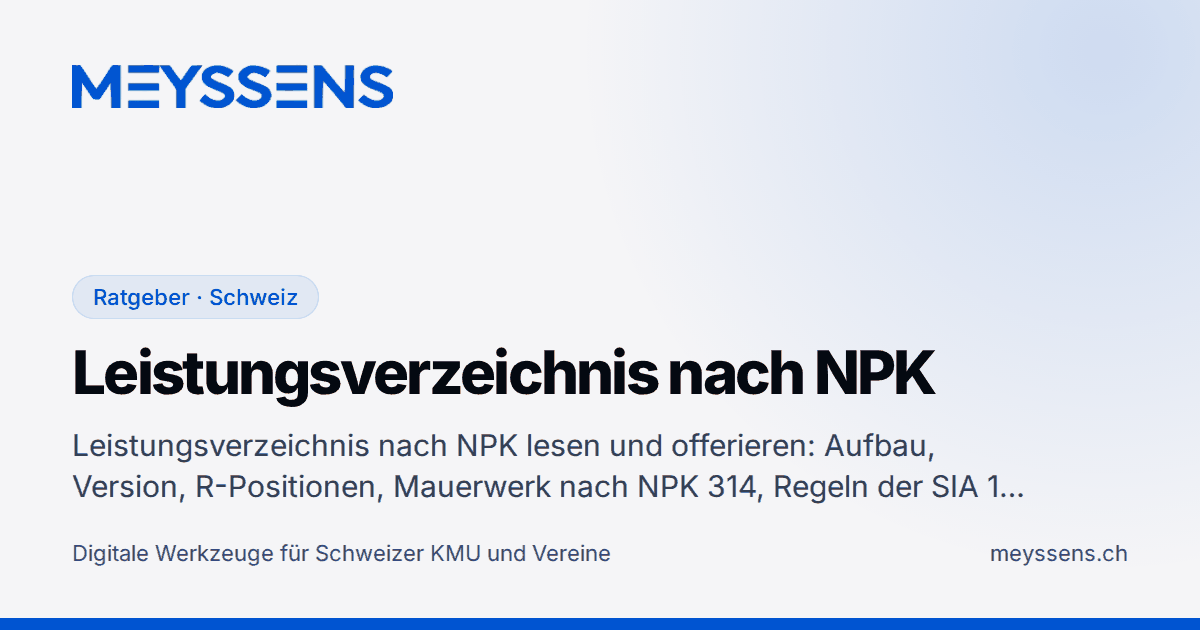 MEYSSENS
Ratgeber · Schweiz
Leistungsverzeichnis nach NPK
Leistungsverzeichnis nach NPK lesen und offerieren: Aufbau,
Version, R-Positionen, Mauerwerk nach NPK 314, Regeln der SIA 1...
Digitale Werkzeuge für Schweizer KMU und Vereine
meyssens.ch